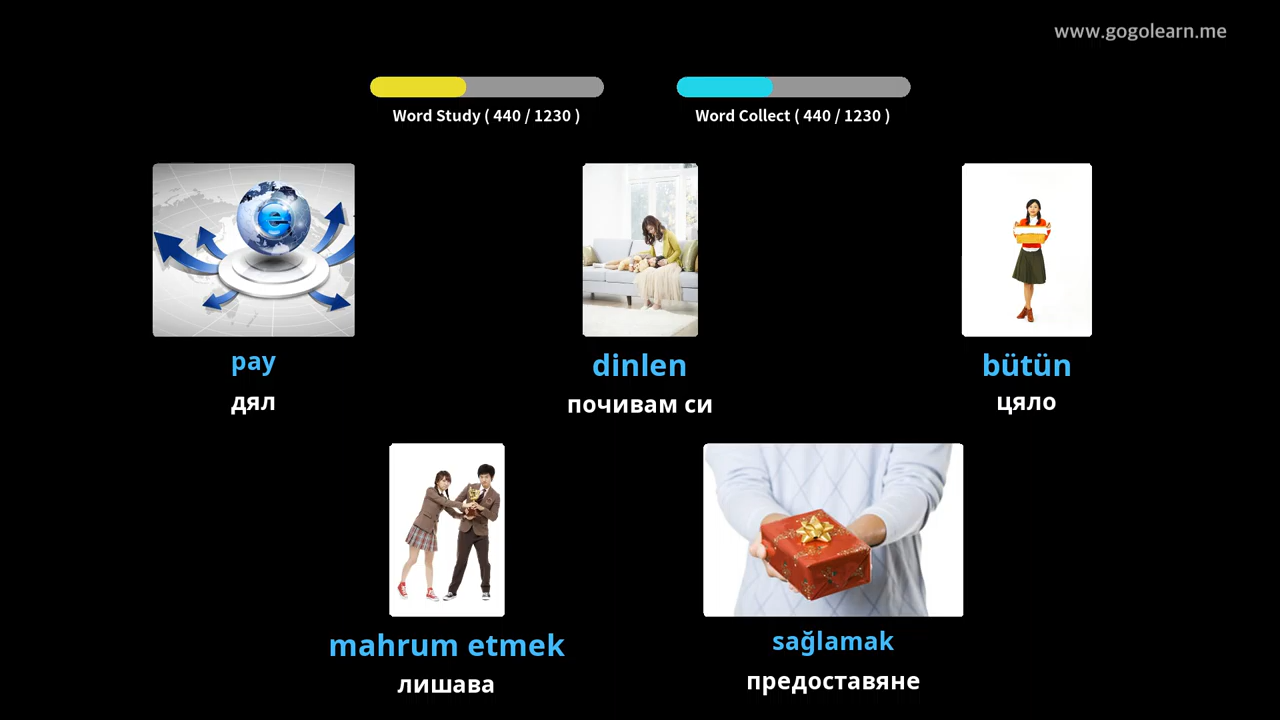 www.gogolearn.me
Word Study ( 440 / 1230 )
Word Collect ( 440 / 1230 )
e
pay
дял
dinlen
почивам си
bütün
цяло
mahrum etmek
лишава
sağlamak
предоставяне